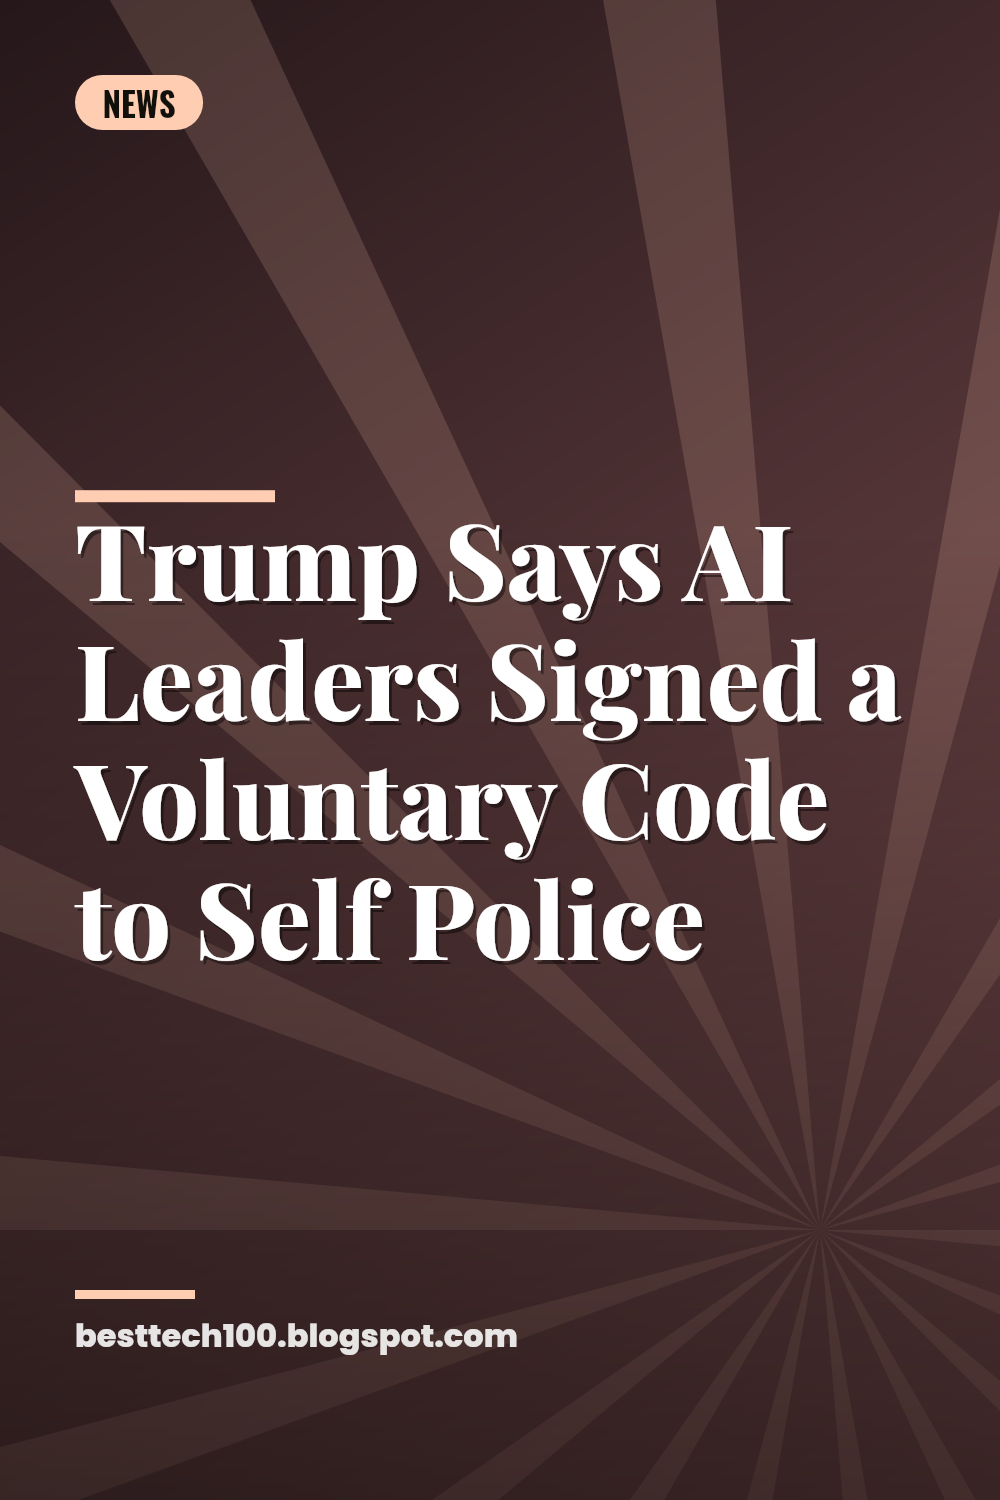 NEWS
Trump Says AI
Leaders Signed a
Voluntary Code
to Self Police
besttech100.blogspot.com